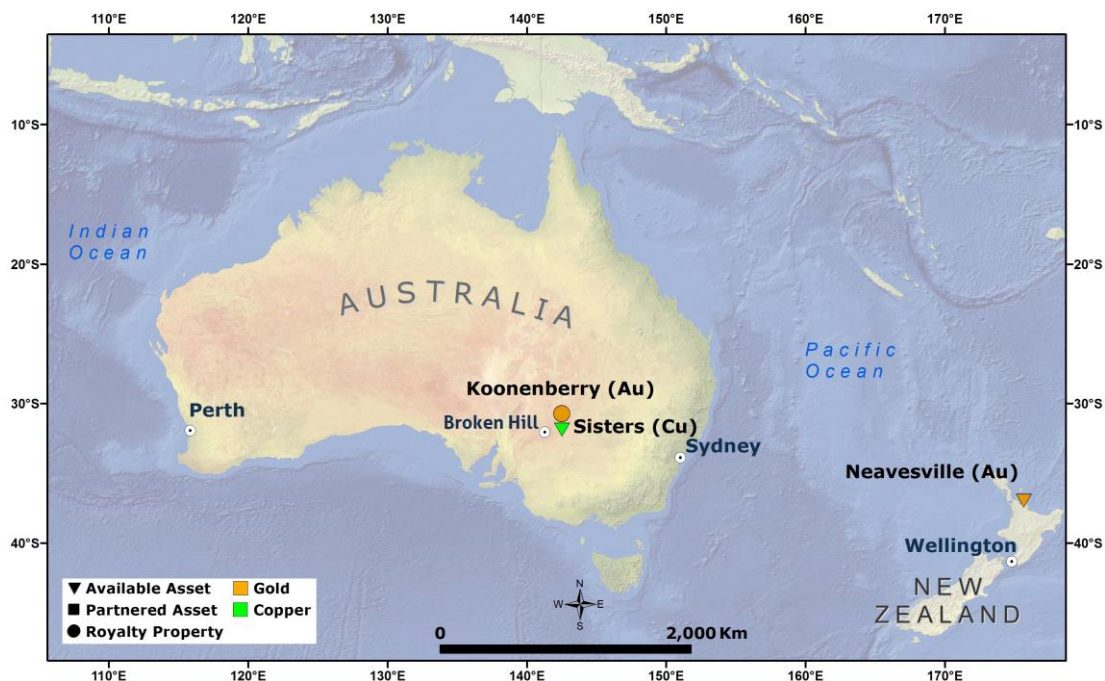 110°E 120°E 130°E 140°E 150°E 160°E 170°E
10°S 10°S
Indian
Ocean
20°S 20°S
AUSTRALIA
Pacific
Ocean
Koonenberry (Au)
30°S 30°S
Perth
Broken Hill
Sisters (Cu)
Sydney
Neavesville (Au)
40°S 40°S
Wellington
NEW
ZEALAND
Available Asset Gold
Partnered Asset Copper
Royalty Property
N
W E
S
0 2,000 Km
110°E 120°E 130°E 140°E 150°E 160°E 170°E